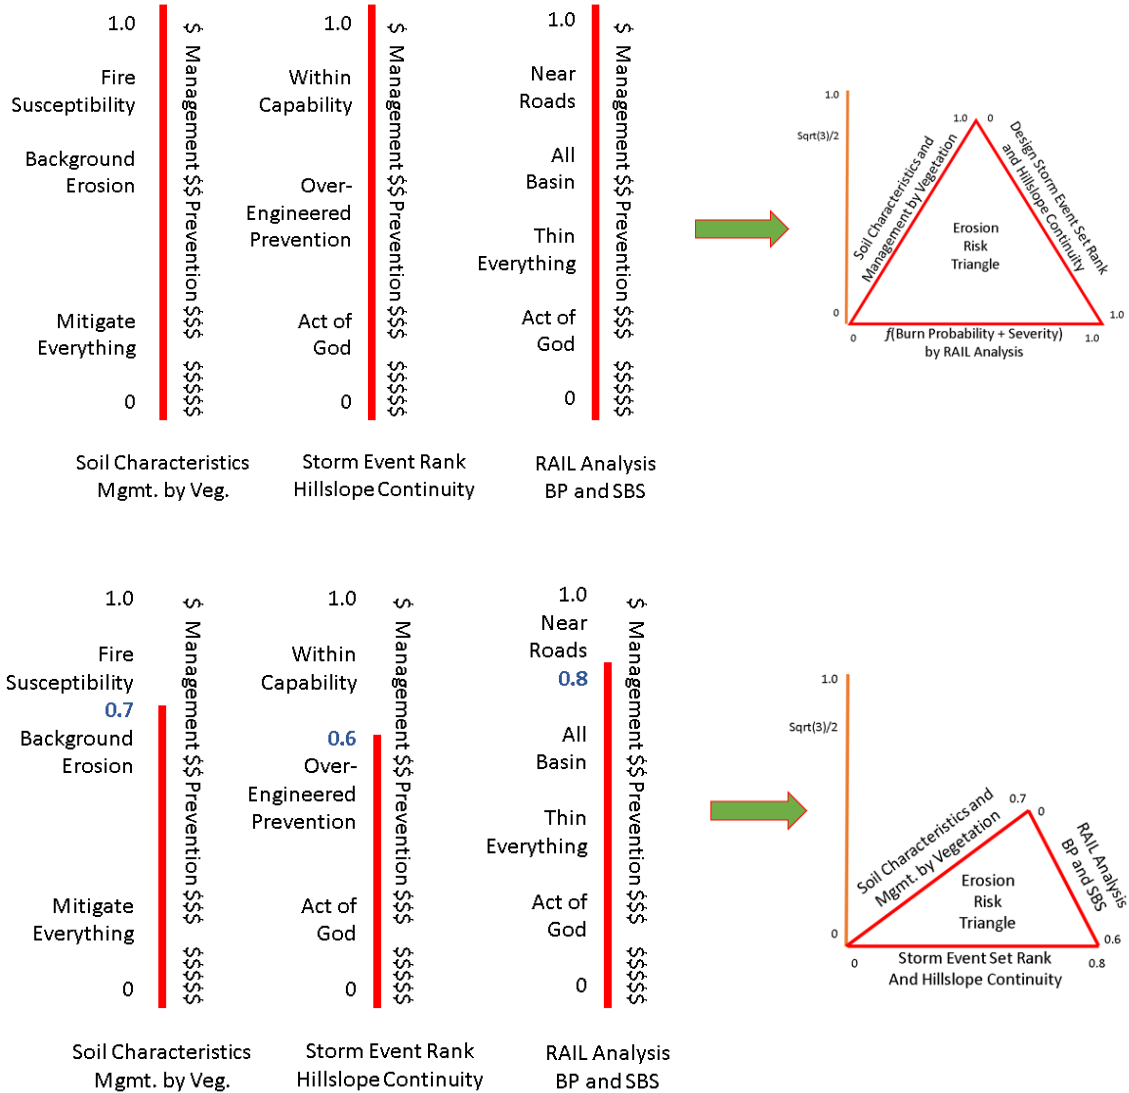 1.0
Fire
Susceptibility
Background
Erosion
Mitigate
Everything
0
$ Management $$ Prevention $$$ $$$$$
Soil Characteristics
Mgmt. by Veg.
1.0
Within
Capability
Over-
Engineered
Prevention
Act of
God
0
$ Management $$ Prevention $$$ $$$$$
Storm Event Rank
Hillslope Continuity
1.0
Near
Roads
All
Basin
Thin
Everything
Act of
God
0
$ Management $$ Prevention $$$ $$$$$
RAIL Analysis
BP and SBS
1.0
Sqrt(3)/2
0
1.0
0
Soil Characteristics and
Management by Vegetation
Design Storm Event Set Rank
and Hillslope Continuity
Erosion
Risk
Triangle
1.0
0
1.0
f(Burn Probability + Severity)
by RAIL Analysis
1.0
Fire
Susceptibility
0.7
Background
Erosion
Mitigate
Everything
0
$ Management $$ Prevention $$$ $$$$$
Soil Characteristics
Mgmt. by Veg.
1.0
Within
Capability
0.6
Over-
Engineered
Prevention
Act of
God
0
$ Management $$ Prevention $$$ $$$$$
Storm Event Rank
Hillslope Continuity
1.0
Near
Roads
0.8
All
Basin
Thin
Everything
Act of
God
0
$ Management $$ Prevention $$$ $$$$$
RAIL Analysis
BP and SBS
1.0
Sqrt(3)/2
0
0.7
0
Soil Characteristics and
Mgmt. by Vegetation
RAIL Analysis
BP and SBS
Erosion
Risk
Triangle
0.6
0
0.8
Storm Event Set Rank
And Hillslope Continuity